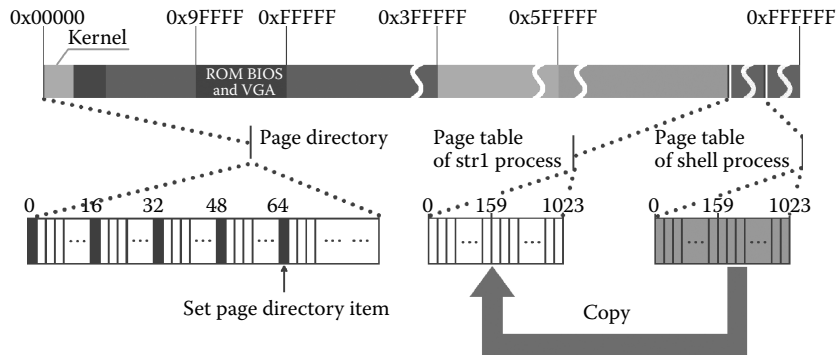 0x00000 0x9FFFF 0xFFFFF 0x3FFFFF 0x5FFFFF 0xFFFFFF
Kernel
ROM BIOS
and VGA
Page directory
Page table
of str1 process
Page table
of shell process
0 16 32 48 64
... ... ... ... ... ...
0 159 1023
... ...
0 159 1023
... ...
Set page directory item
Copy